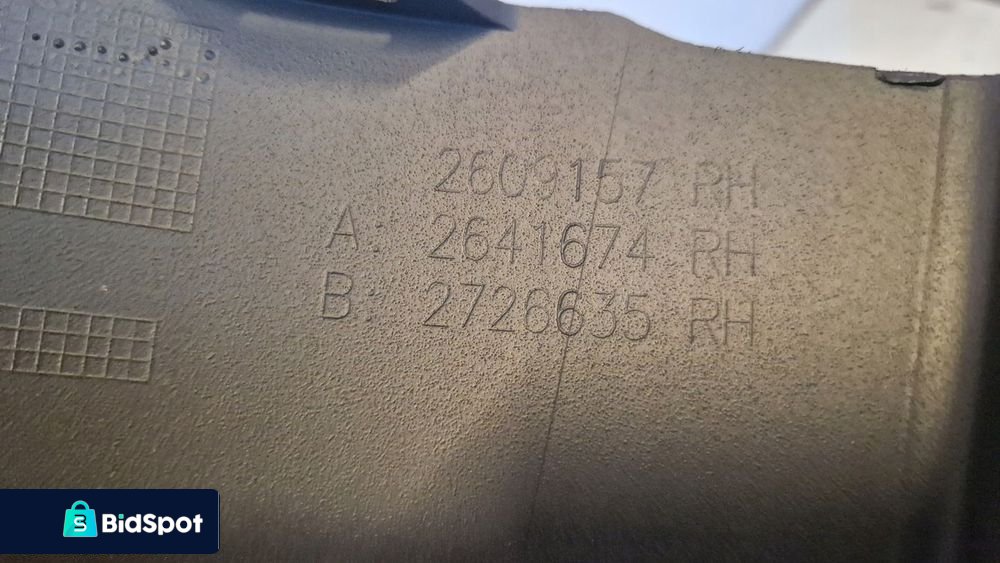 2609157 RH
A: 2641674 RH
B: 2726635 RH
BidSpot